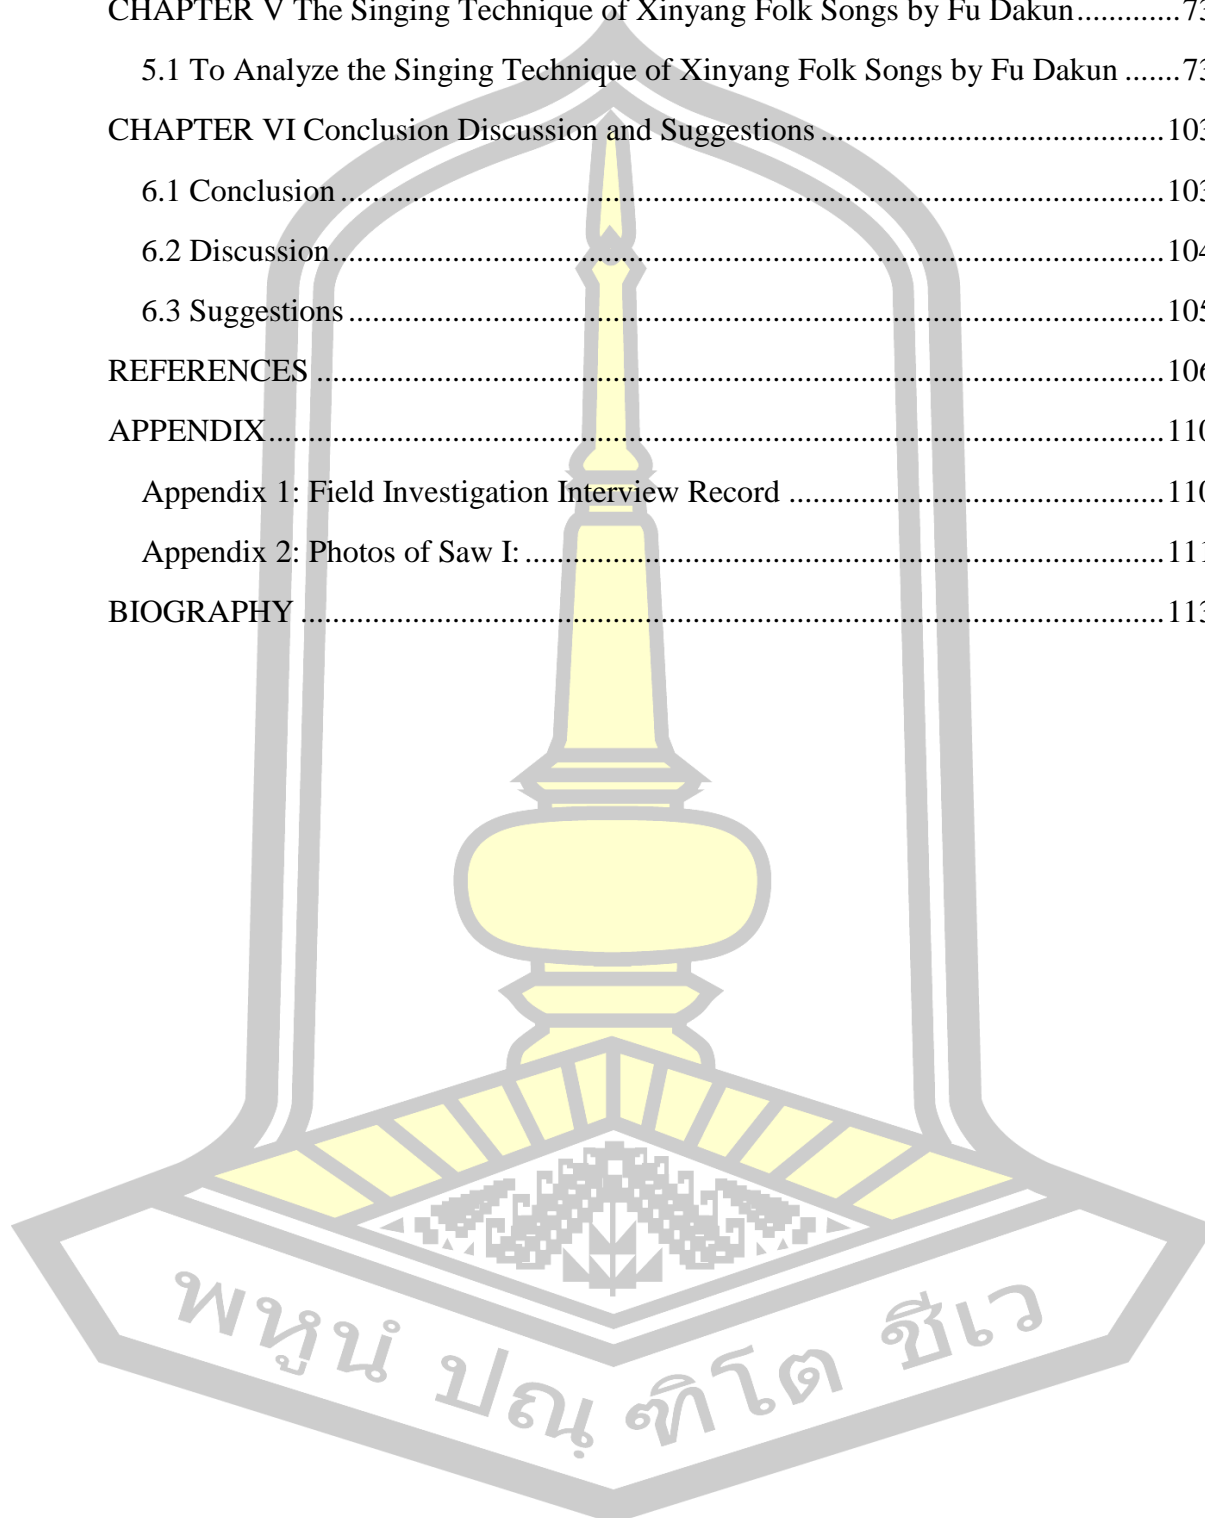 CHAPTER V The Singing Technique of Xinyang Folk Songs by Fu Dakun.............73
5.1 To Analyze the Singing Technique of Xinyang Folk Songs by Fu Dakun .......73
CHAPTER VI Conclusion Discussion and Suggestions ..........................................103
6.1 Conclusion ....................................................................................................103
6.2 Discussion.....................................................................................................104
6.3 Suggestions ...................................................................................................105
REFERENCES .......................................................................................................106
APPENDIX.............................................................................................................110
Appendix 1: Field Investigation Interview Record ...............................................110
Appendix 2: Photos of Saw I: ..............................................................................111
BIOGRAPHY .........................................................................................................113
พหูนํ ปณฺฑิโต ชีเว